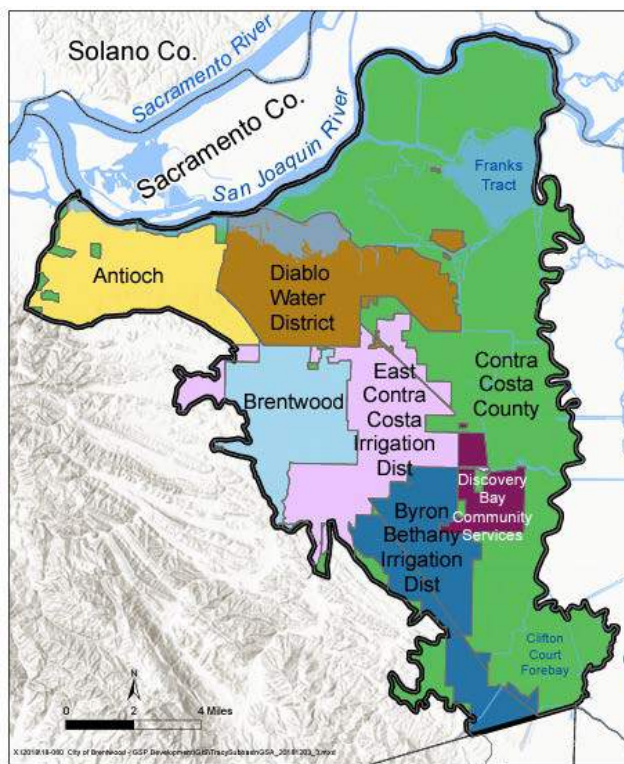 Solano Co.
Sacramento River
Sacramento Co.
San Joaquin River
Franks
Tract
Antioch
Diablo
Water
District
Contra
Costa
County
East
Contra
Costa
Irrigation
Dist
Brentwood
Discovery
Bay
Community
Services
Byron
Bethany
Irrigation
Dist
Clifton
Court
Forebay
N
0 2 4 Miles